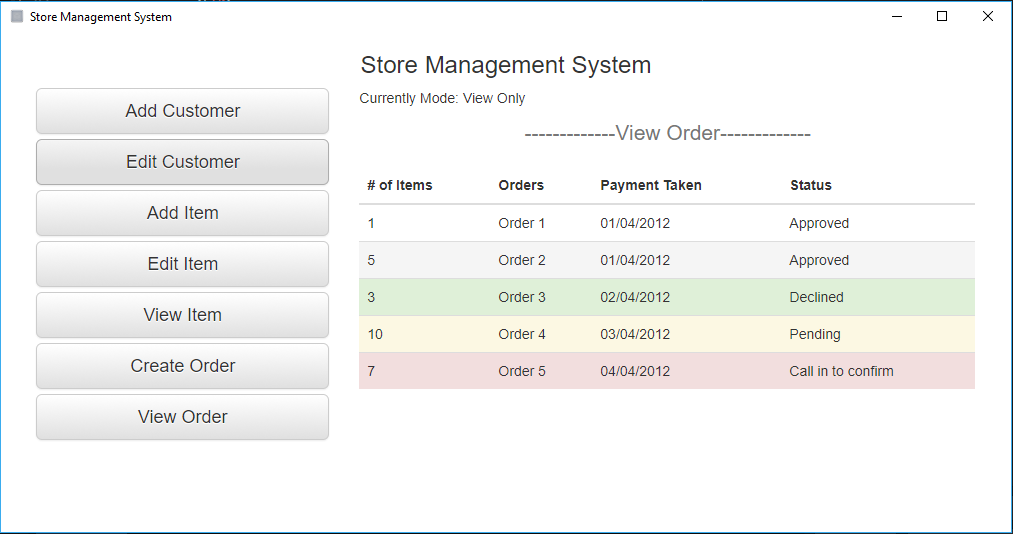 Store Management System
Store Management System
Currently Mode: View Only
-------------View Order-------------
Add Customer
Edit Customer
Add Item
Edit Item
View Item
Create Order
View Order
# of Items Orders Payment Taken Status
1 Order 1 01/04/2012 Approved
5 Order 2 01/04/2012 Approved
3 Order 3 02/04/2012 Declined
10 Order 4 03/04/2012 Pending
7 Order 5 04/04/2012 Call in to confirm